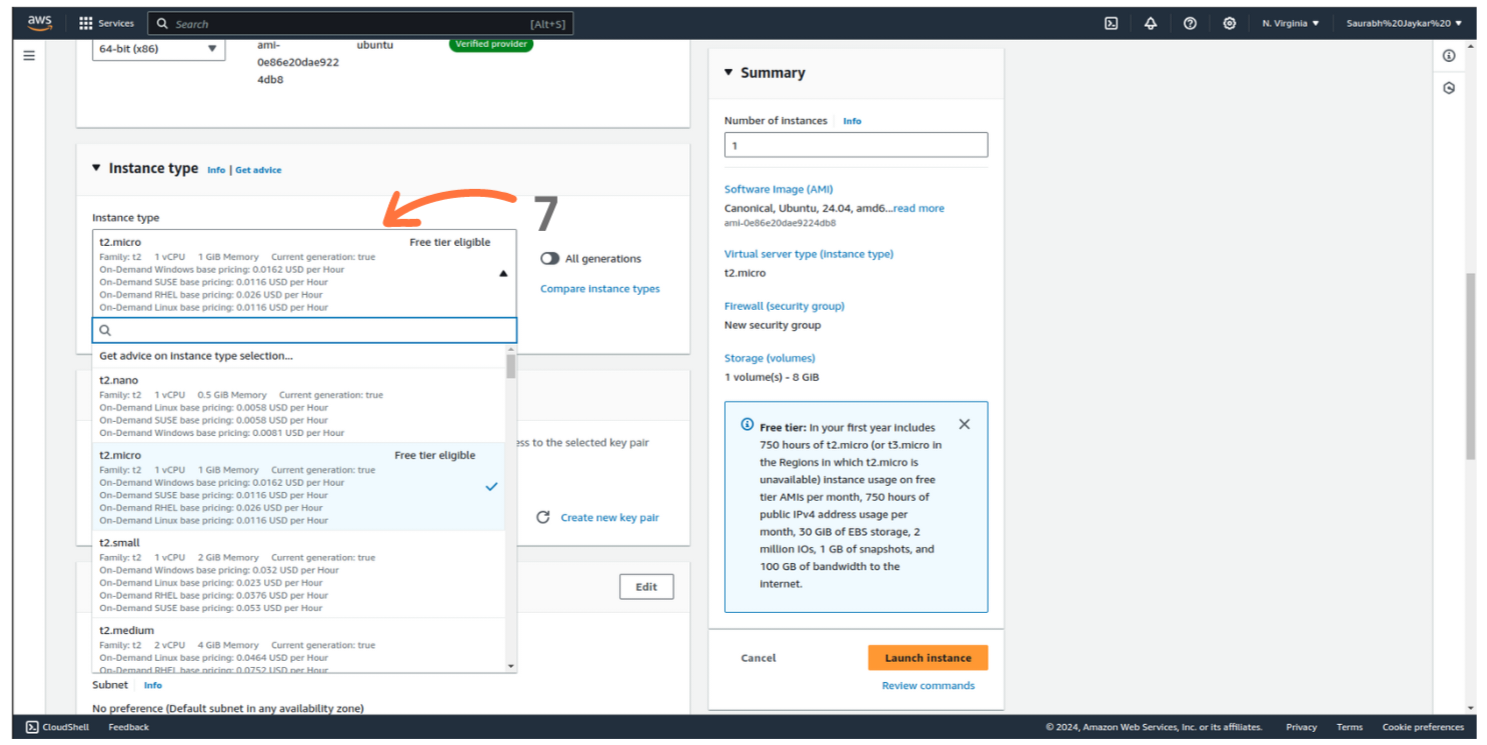 aws
Services
Search
[Alt+S]
N. Virginia
Saurabh%20Jaykar%20
64-bit (x86)
ami-
0e86e20dae922
4db8
ubuntu
Verified provider
Instance type Info | Get advice
7
Instance type
t2.micro Free tier eligible
Family: t2 1 vCPU 1 GiB Memory Current generation: true
On-Demand Windows base pricing: 0.0162 USD per Hour
On-Demand SUSE base pricing: 0.0116 USD per Hour
On-Demand RHEL base pricing: 0.026 USD per Hour
On-Demand Linux base pricing: 0.0116 USD per Hour
All generations
Compare instance types
Get advice on instance type selection...
t2.nano
Family: t2 1 vCPU 0.5 GiB Memory Current generation: true
On-Demand Linux base pricing: 0.0058 USD per Hour
On-Demand SUSE base pricing: 0.0058 USD per Hour
On-Demand Windows base pricing: 0.0081 USD per Hour
t2.micro Free tier eligible
Family: t2 1 vCPU 1 GiB Memory Current generation: true
On-Demand Windows base pricing: 0.0162 USD per Hour
On-Demand SUSE base pricing: 0.0116 USD per Hour
On-Demand RHEL base pricing: 0.026 USD per Hour
On-Demand Linux base pricing: 0.0116 USD per Hour
t2.small
Family: t2 1 vCPU 2 GiB Memory Current generation: true
On-Demand Windows base pricing: 0.032 USD per Hour
On-Demand Linux base pricing: 0.023 USD per Hour
On-Demand RHEL base pricing: 0.0376 USD per Hour
On-Demand SUSE base pricing: 0.053 USD per Hour
t2.medium
Family: t2 2 vCPU 4 GiB Memory Current generation: true
On-Demand Linux base pricing: 0.0464 USD per Hour
On-Demand RHEL base pricing: 0.0752 USD per Hour
to the selected key pair
Create new key pair
Edit
Subnet Info
No preference (Default subnet in any availability zone)
Summary
Number of instances Info
1
Software Image (AMI)
Canonical, Ubuntu, 24.04, amd6...read more
ami-0e86e20dae9224db8
Virtual server type (instance type)
t2.micro
Firewall (security group)
New security group
Storage (volumes)
1 volume(s) - 8 GiB
Free tier: In your first year includes
750 hours of t2.micro (or t3.micro in
the Regions in which t2.micro is
unavailable) instance usage on free
tier AMIs per month, 750 hours of
public IPv4 address usage per
month, 30 GiB of EBS storage, 2
million IOs, 1 GB of snapshots, and
100 GB of bandwidth to the
internet.
Cancel
Launch instance
Review commands
CloudShell
Feedback
© 2024, Amazon Web Services, Inc. or its affiliates.
Privacy
Terms
Cookie preferences